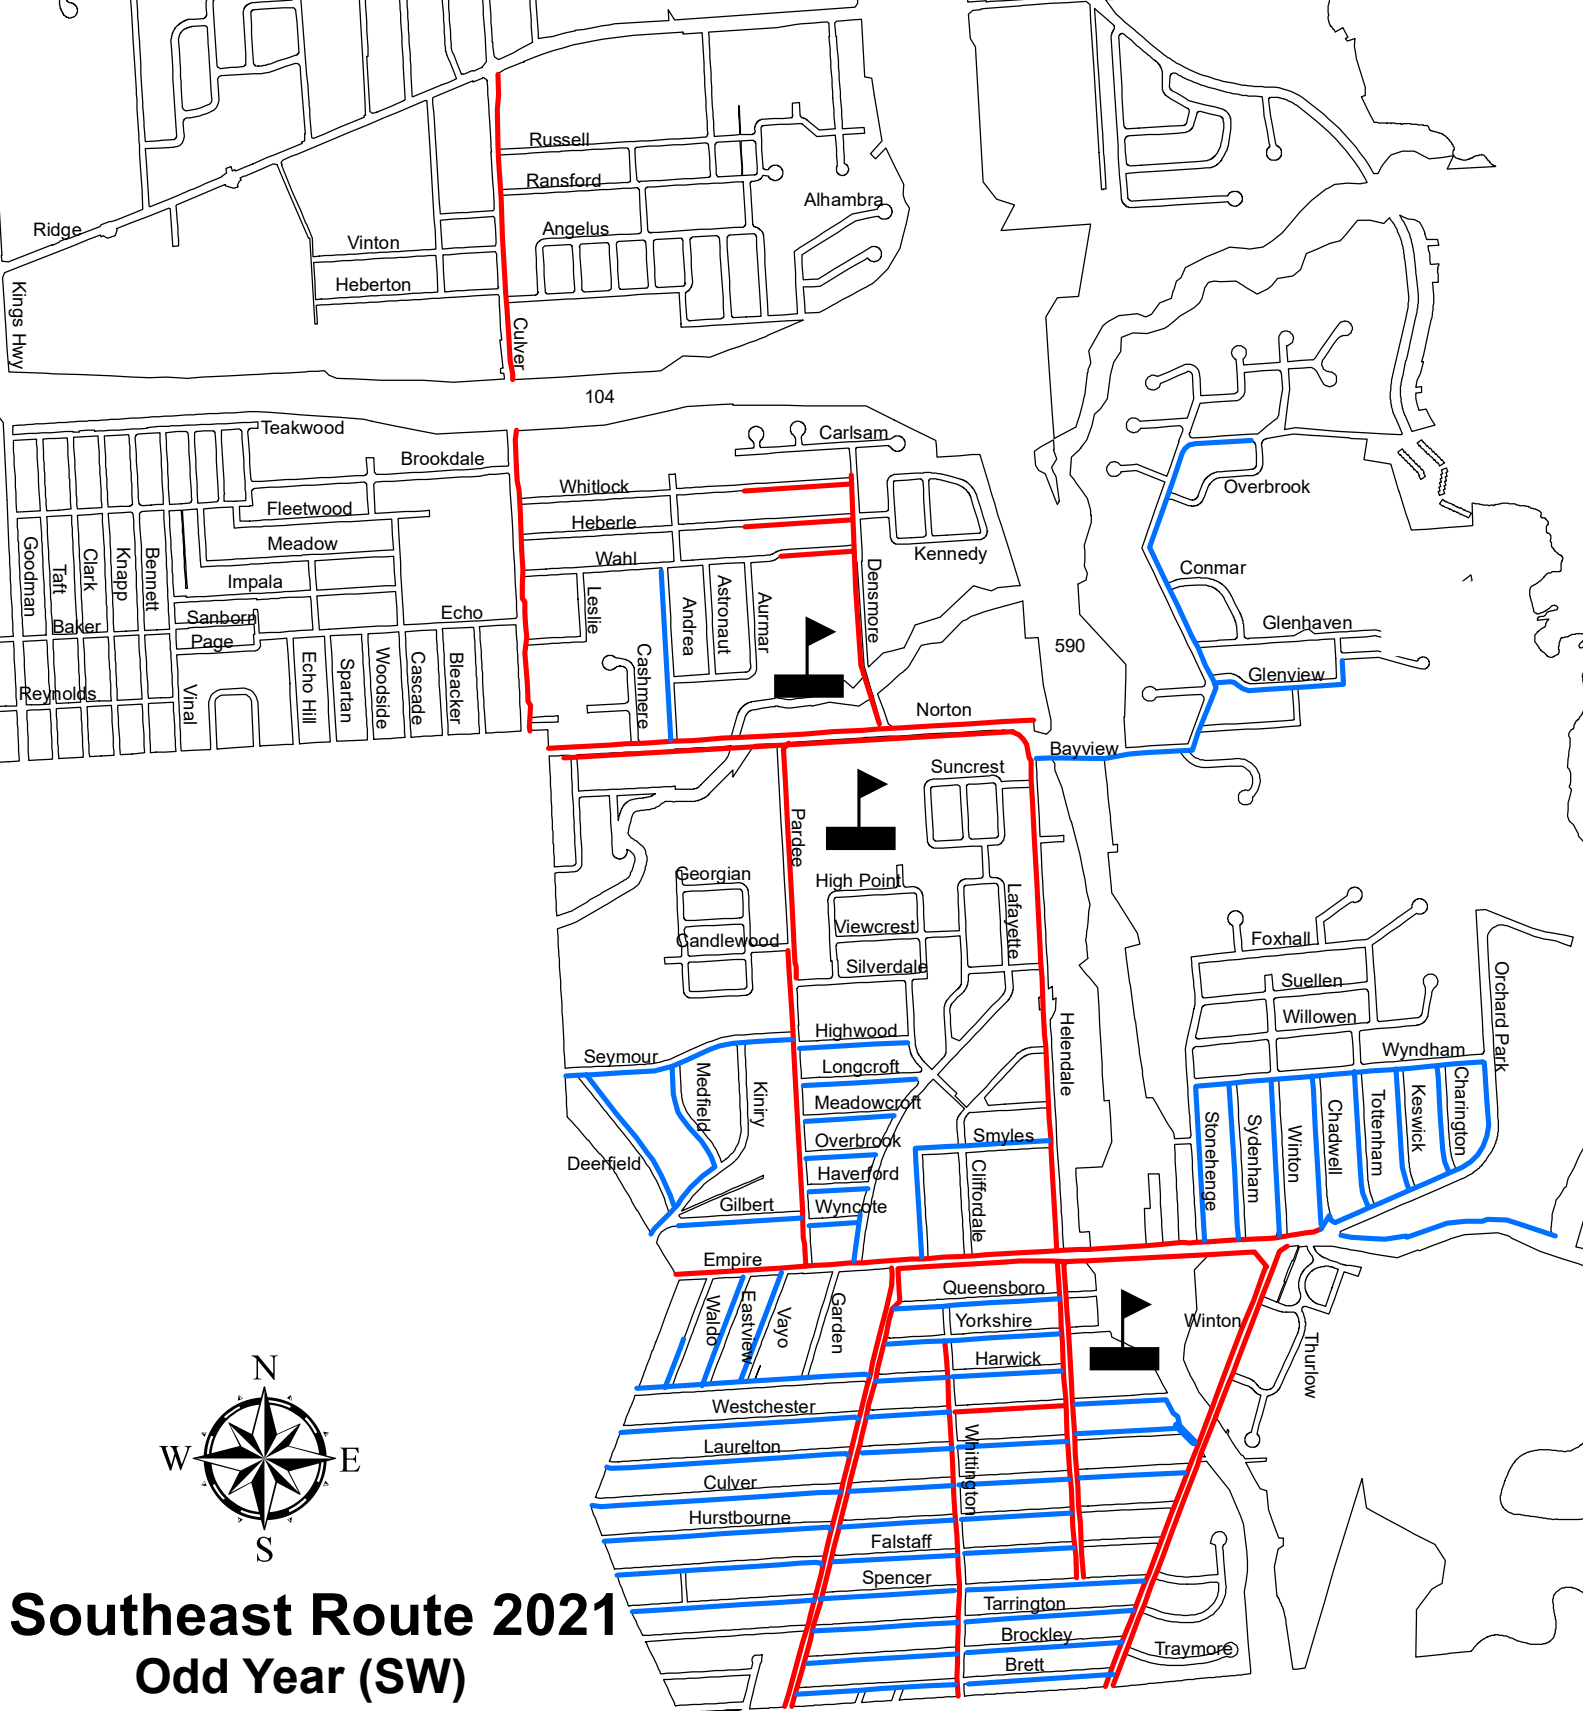 Russell
Ransford
Alhambra
Angelus
Ridge
Vinton
Heberton
Kings Hwy
Culver
104
Teakwood
Carlsam
Brookdale
Whitlock
Overbrook
Fleetwood
Heberle
Meadow
Kennedy
Wahl
Conmar
Goodman
Taft
Clark
Knapp
Bennett
Impala
Leslie
Andrea
Astronaut
Aurmar
Densmore
Sanborn
Echo
Baker
Page
Glenhaven
590
Glenview
Reynolds
Vinal
Echo Hill
Spartan
Woodside
Cascade
Bleacker
Cashmere
Norton
Bayview
Suncrest
Pardee
Georgian
High Point
Lafayette
Viewcrest
Candlewood
Silverdale
Foxhall
Suellen
Orchard Park
Willowen
Highwood
Helendale
Seymour
Wyndham
Longcroft
Medfield
Kiniry
Meadowcroft
Smyles
Overbrook
Stonehenge
Sydenham
Winton
Chadwell
Tottenham
Keswick
Charington
Deerfield
Haverford
Cliffordale
Gilbert
Wyncote
Empire
Queensboro
Waldo
Eastview
Vayo
Garden
Yorkshire
Winton
Thurlow
Harwick
Westchester
Laurelton
Whittington
Culver
Hurstbourne
Falstaff
Spencer
Tarrington
Brockley
Traymore
Brett
N
W
E
S
Southeast Route 2021
Odd Year (SW)